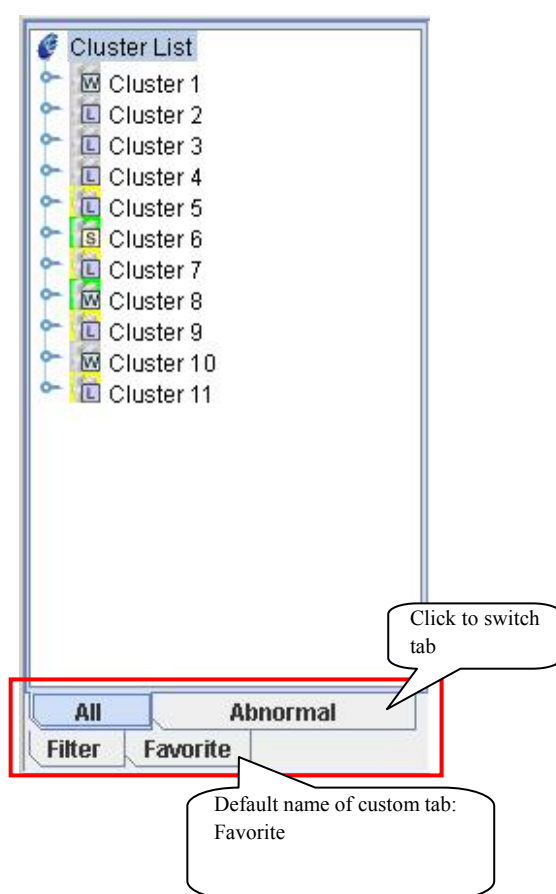 Cluster List
W Cluster 1
L Cluster 2
L Cluster 3
L Cluster 4
L Cluster 5
S Cluster 6
L Cluster 7
W Cluster 8
L Cluster 9
W Cluster 10
L Cluster 11
Click to switch
tab
All Abnormal
Filter Favorite
Default name of custom tab:
Favorite